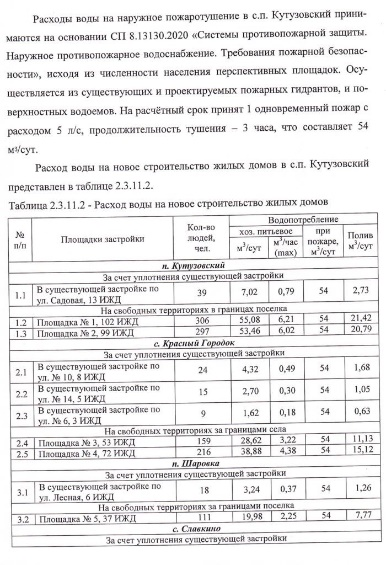 Расходы воды на наружное пожаротушение в с.п. Кутузовский прини-
маются на основании СП 8.13130.2020 «Системы противопожарной защиты.
Наружное противопожарное водоснабжение. Требования пожарной безопас-
ности», исходя из численности населения перспективных площадок. Осу-
ществляется из существующих и проектируемых пожарных гидрантов, и по-
верхностных водоемов. На расчётный срок принят 1 одновременный пожар с
расходом 5 л/с, продолжительность тушения – 3 часа, что составляет 54
м³/сут.
Расход воды на новое строительство жилых домов в с.п. Кутузовский
представлен в таблице 2.3.11.2.
Таблица 2.3.11.2 - Расход воды на новое строительство жилых домов
№ п/п Площадки застройки Кол-во людей, чел. Водопотребление
хоз. питьевое при пожаре, м³/сут Полив м³/сут
м³/сут м³/час (max)
п. Кутузовский
За счет уплотнения существующей застройки
1.1 В существующей застройке по ул. Садовая, 13 ИЖД 39 7,02 0,79 54 2,73
На свободных территориях в границах поселка
1.2 Площадка № 1, 102 ИЖД 306 55,08 6,21 54 21,42
1.3 Площадка № 2, 99 ИЖД 297 53,46 6,02 54 20,79
с. Красный Городок
За счет уплотнения существующей застройки
2.1 В существующей застройке по ул. № 10, 8 ИЖД 24 4,32 0,49 54 1,68
2.2 В существующей застройке по ул. № 14, 5 ИЖД 15 2,70 0,30 54 1,05
2.3 В существующей застройке по ул. № 6, 3 ИЖД 9 1,62 0,18 54 0,63
На свободных территориях за границами села
2.4 Площадка № 3, 53 ИЖД 159 28,62 3,22 54 11,13
2.5 Площадка № 4, 72 ИЖД 216 38,88 4,38 54 15,12
п. Шаровка
За счет уплотнения существующей застройки
3.1 В существующей застройке по ул. Лесная, 6 ИЖД 18 3,24 0,37 54 1,26
На свободных территориях за границами поселка
3.2 Площадка № 5, 37 ИЖД 111 19,98 2,25 54 7,77
с. Славкино
За счет уплотнения существующей застройки